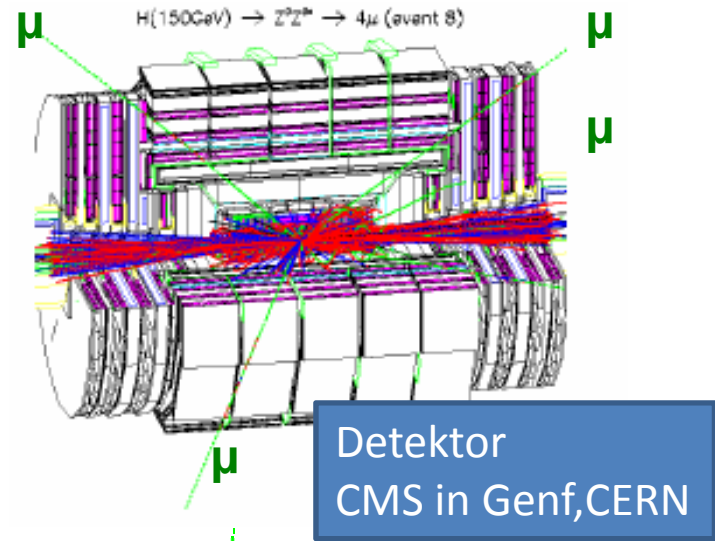 H(150GeV) → Z⁰Z⁰* → 4μ (event 8)
μ
μ
μ
μ
Detektor
CMS in Genf,CERN